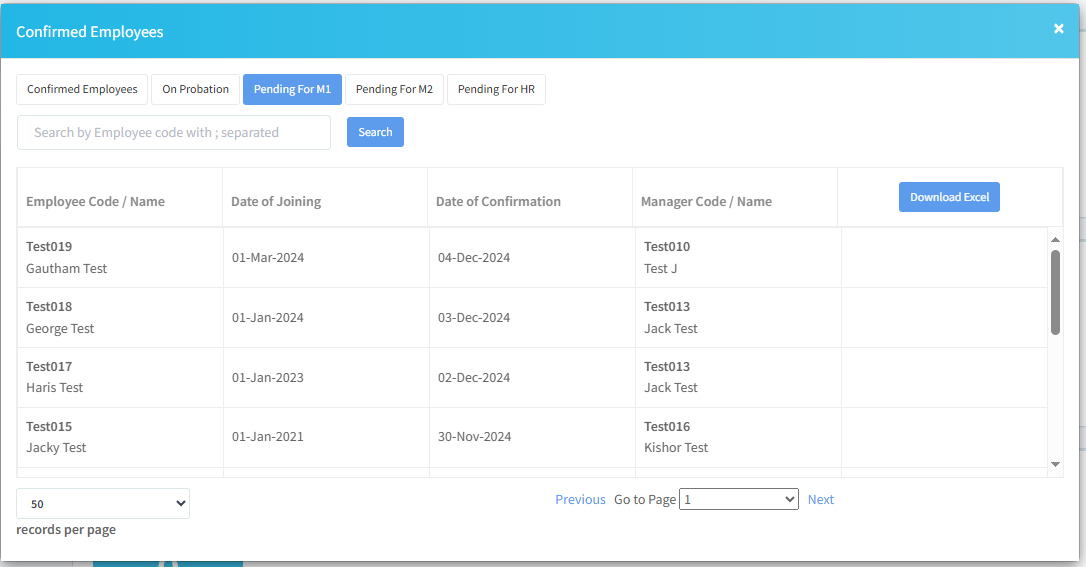 Confirmed Employees
×
Confirmed Employees On Probation Pending For M1 Pending For M2 Pending For HR
Search by Employee code with ; separated Search
Employee Code / Name Date of Joining Date of Confirmation Manager Code / Name Download Excel
Test019 01-Mar-2024 04-Dec-2024 Test010
Gautham Test Test J
Test018 01-Jan-2024 03-Dec-2024 Test013
George Test Jack Test
Test017 01-Jan-2023 02-Dec-2024 Test013
Haris Test Jack Test
Test015 01-Jan-2021 30-Nov-2024 Test016
Jacky Test Kishor Test
50 Previous Go to Page 1 Next
records per page